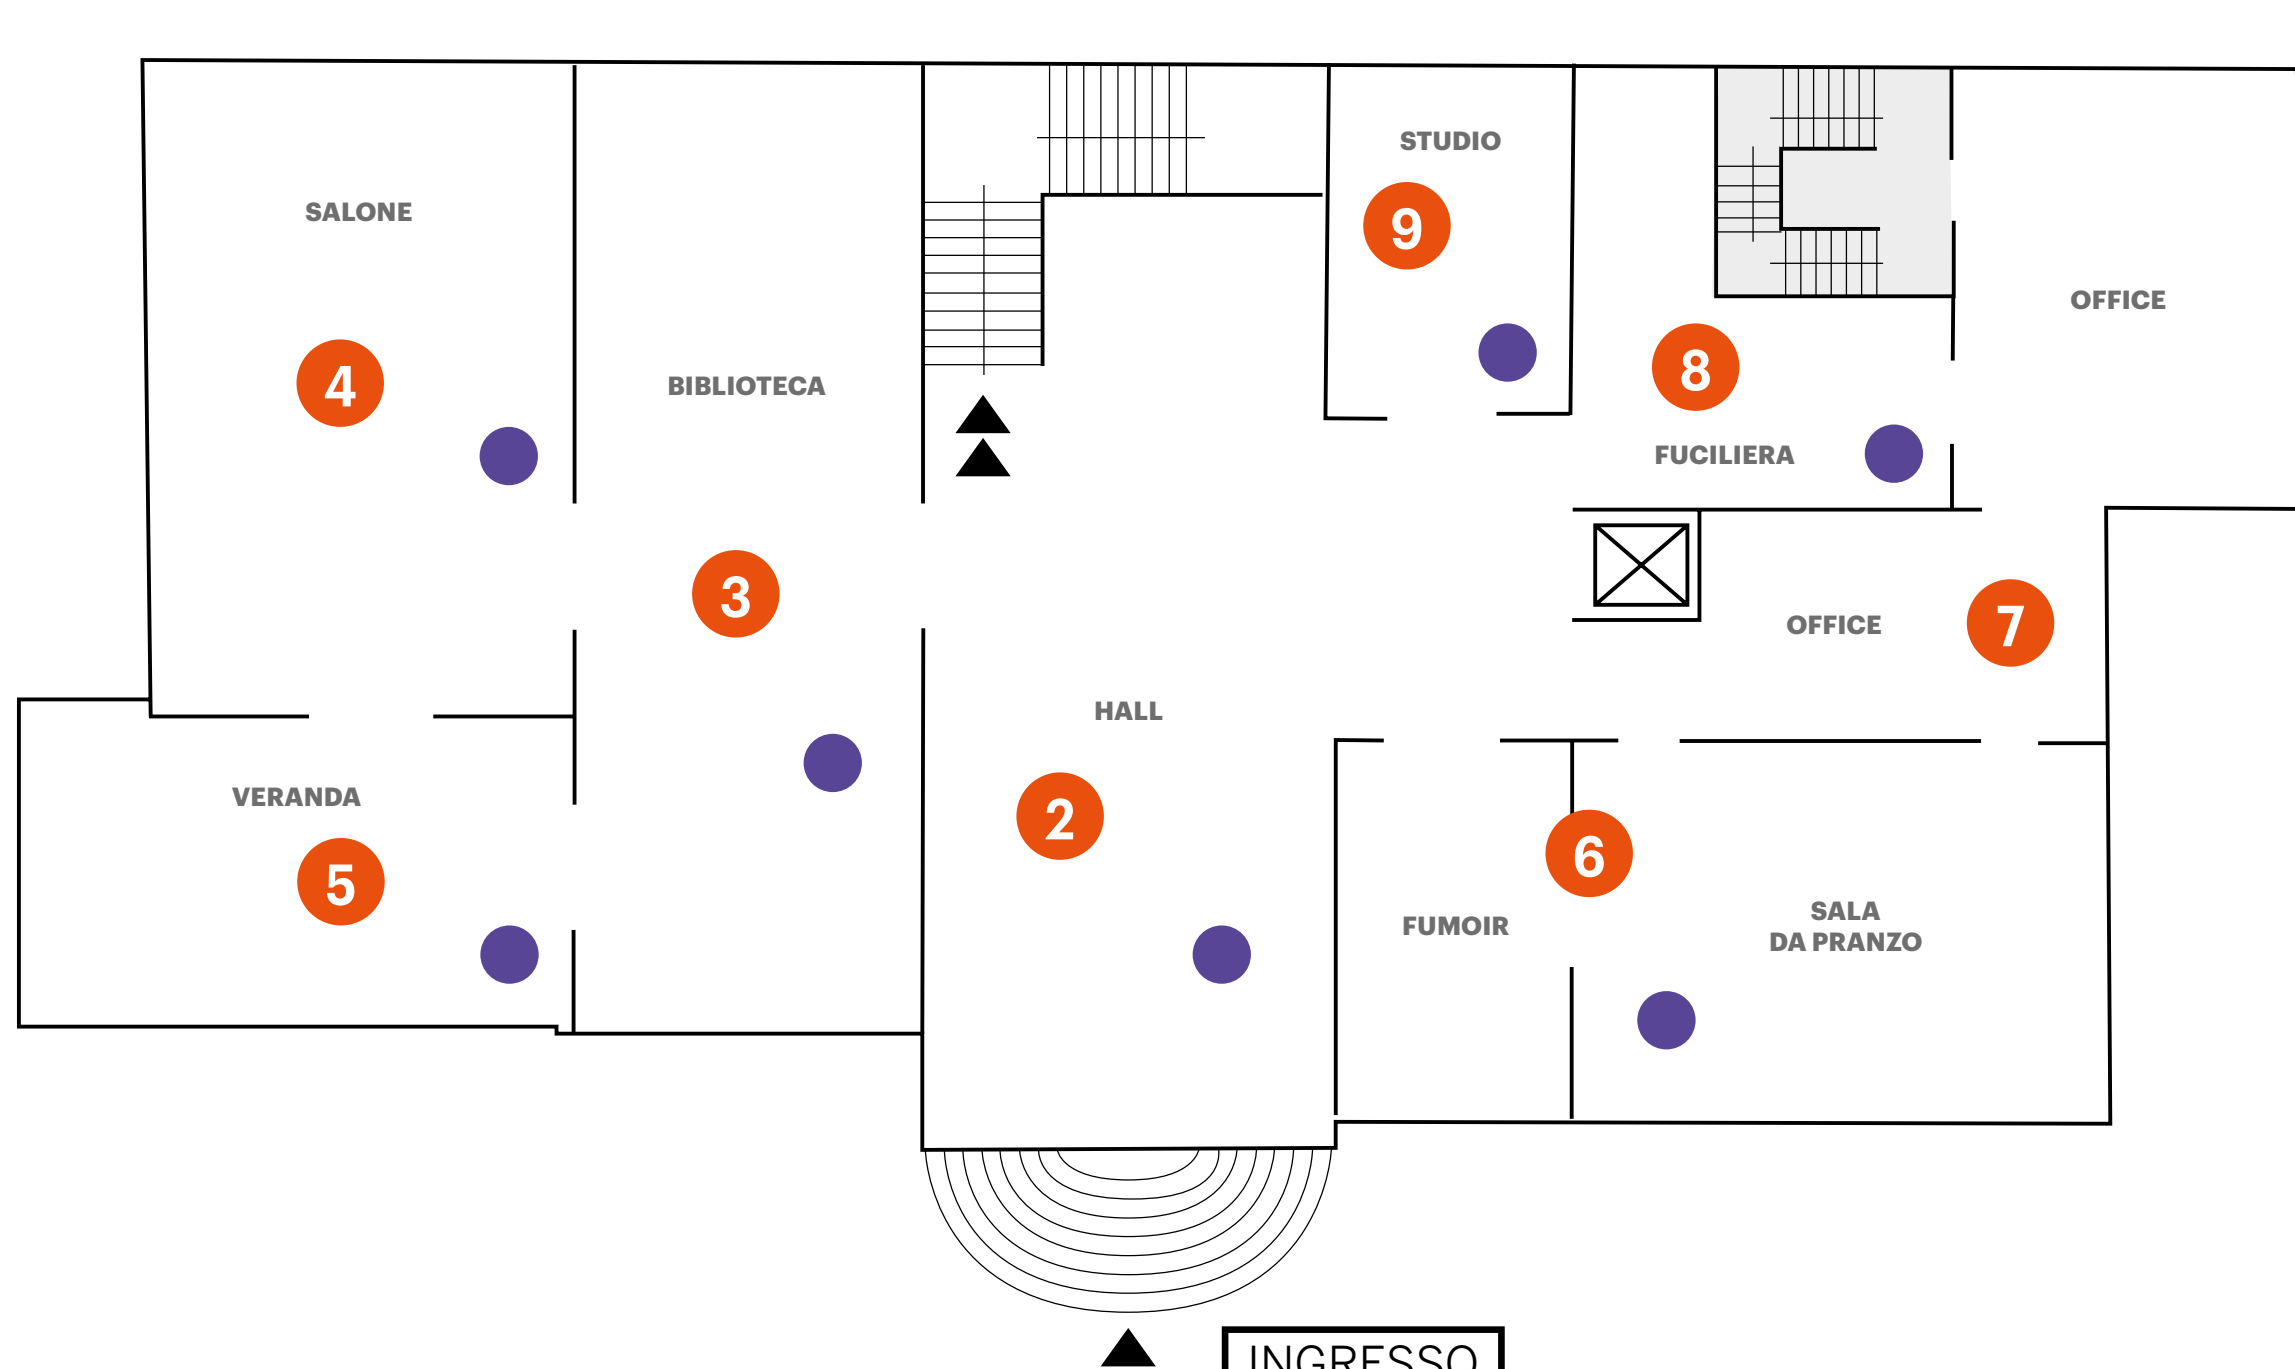 STUDIO
9
SALONE
4
BIBLIOTECA
8
FUCILIERA
OFFICE
3
OFFICE
7
HALL
2
VERANDA
5
6
FUMOIR
SALA
DA PRANZO
INGRESSO